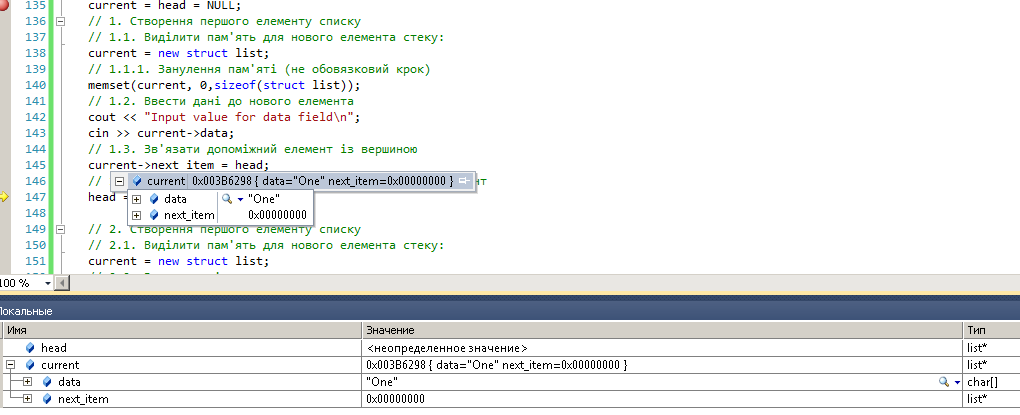 135 current = head = NULL;
136 // 1. Створення першого елементу списку
137 // 1.1. Виділити пам'ять для нового елемента стеку:
138 current = new struct list;
139 // 1.1.1. Занулення пам'яті (не обовязковий крок)
140 memset(current, 0,sizeof(struct list));
141 // 1.2. Ввести дані до нового елемента
142 cout << "Input value for data field\n";
143 cin >> current->data;
144 // 1.3. Зв'язати допоміжний елемент із вершиною
145 current->next_item = head;
146 // current 0x003B6298 { data="One" next_item=0x00000000 } нт
147 head = data "One"
148 next_item 0x00000000
149 // 2. Створення першого елементу списку
150 // 2.1. Виділити пам'ять для нового елемента стеку:
151 current = new struct list;
100 %
Локальные
Имя Значение Тип
head <неопределенное значение> list*
current 0x003B6298 { data="One" next_item=0x00000000 } list*
data "One" char[]
next_item 0x00000000 list*